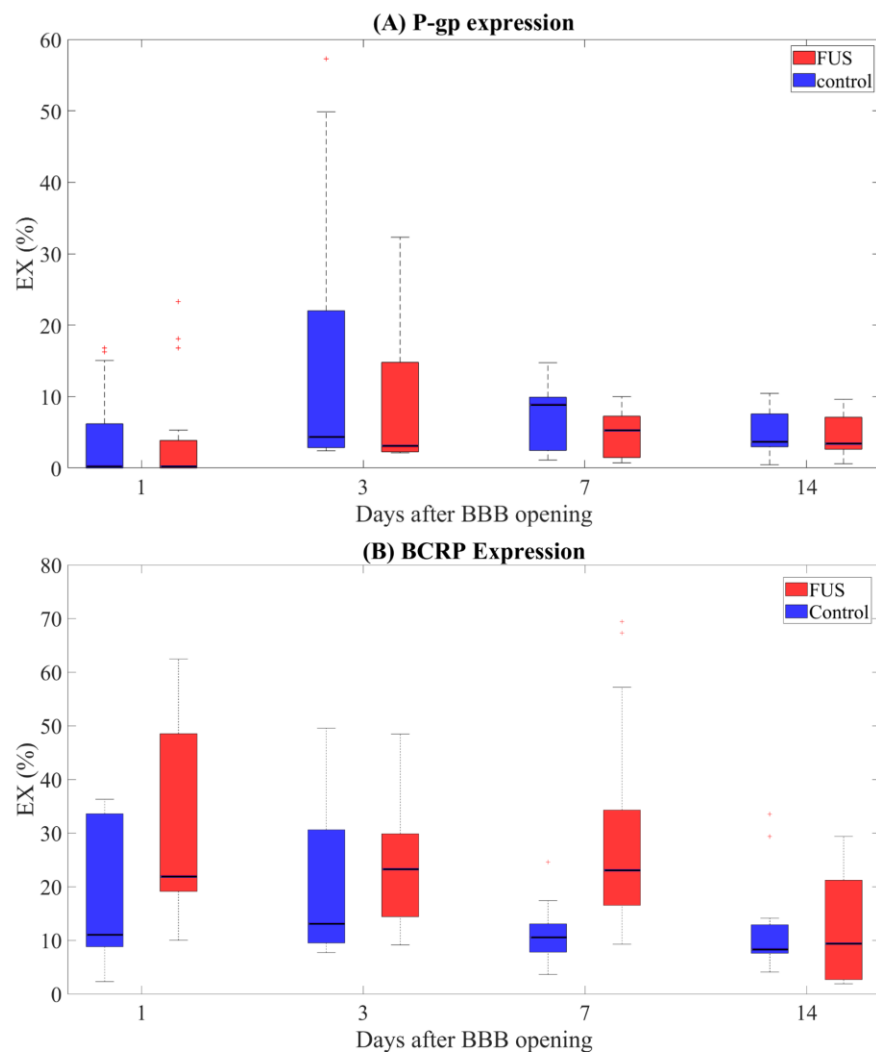 (A) P-gp expression
60
50
40
30
20
10
0
EX (%)
FUS
control
1 3 7 14
Days after BBB opening
(B) BCRP Expression
80
70
60
50
40
30
20
10
0
EX (%)
FUS
Control
1 3 7 14
Days after BBB opening